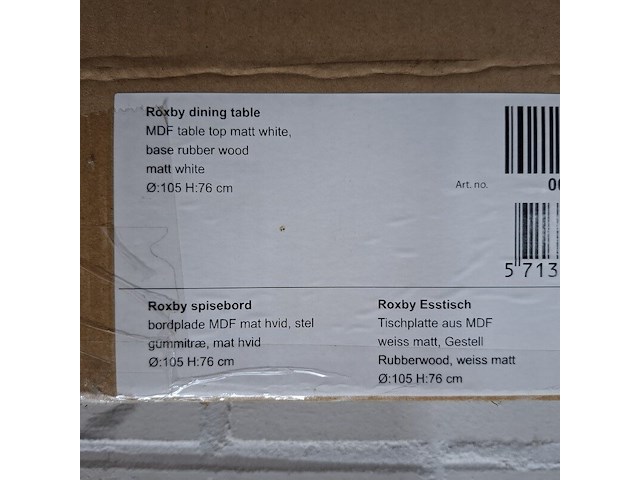 Roxby dining table
MDF table top matt white,
base rubber wood
matt white
Ø:105 H:76 cm
Art. no.
5 713
Roxby spisebord
bordplade MDF mat hvid, stel
gummitræ, mat hvid
Ø:105 H:76 cm
Roxby Esstisch
Tischplatte aus MDF
weiss matt, Gestell
Rubberwood, weiss matt
Ø:105 H:76 cm